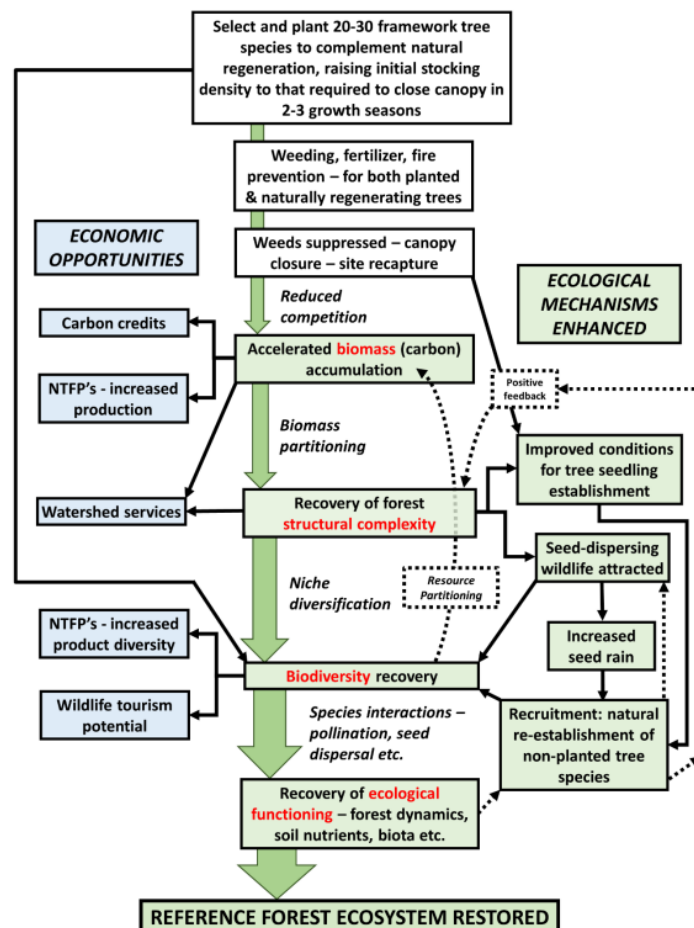 Select and plant 20-30 framework tree
species to complement natural
regeneration, raising initial stocking
density to that required to close canopy in
2-3 growth seasons
Weeding, fertilizer, fire
prevention – for both planted
& naturally regenerating trees
ECONOMIC
OPPORTUNITIES
Weeds suppressed – canopy
closure – site recapture
ECOLOGICAL
MECHANISMS
ENHANCED
Reduced
competition
Carbon credits
Accelerated biomass (carbon)
accumulation
NTFP's - increased
production
Positive
feedback
Biomass
partitioning
Improved conditions
for tree seedling
establishment
Watershed services
Recovery of forest
structural complexity
Seed-dispersing
wildlife attracted
Niche
diversification
Resource
Partitioning
NTFP's - increased
product diversity
Increased
seed rain
Biodiversity recovery
Wildlife tourism
potential
Species interactions –
pollination, seed
dispersal etc.
Recruitment: natural
re-establishment of
non-planted tree
species
Recovery of ecological
functioning – forest dynamics,
soil nutrients, biota etc.
REFERENCE FOREST ECOSYSTEM RESTORED